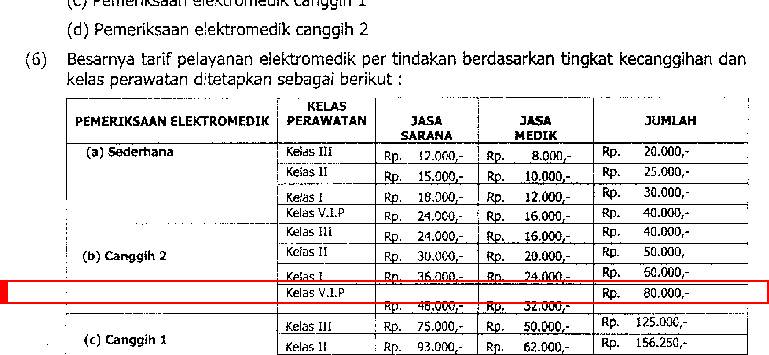 (c) Pemeriksaan elektromedik canggih 1
(d) Pemeriksaan elektromedik canggih 2
(6) Besarnya tarif pelayanan elektromedik per tindakan berdasarkan tingkat kecanggihan dan
kelas perawatan ditetapkan sebagai berikut :
PEMERIKSAAN ELEKTROMEDIK KELAS PERAWATAN JASA SARANA JASA MEDIK JUMLAH
(a) Sederhana Kelas III Rp. 12.000,- Rp. 8.000,- Rp. 20.000,-
Kelas II Rp. 15.000,- Rp. 10.000,- Rp. 25.000,-
Kelas I Rp. 18.000,- Rp. 12.000,- Rp. 30.000,-
Kelas V.I.P Rp. 24.000,- Rp. 16.000,- Rp. 40.000,-
Kelas III Rp. 24.000,- Rp. 16.000,- Rp. 40.000,-
(b) Canggih 2 Kelas II Rp. 30.000,- Rp. 20.000,- Rp. 50.000,
Kelas I Rp. 36.000,- Rp. 24.000,- Rp. 60.000,-
Kelas V.I.P Rp. 48.000,- Rp. 32.000,- Rp. 80.000,-
(c) Canggih 1 Kelas III Rp. 75.000,- Rp. 50.000,- Rp. 125.000,-
Kelas II Rp. 93.000,- Rp. 62.000,- Rp. 156.250,-